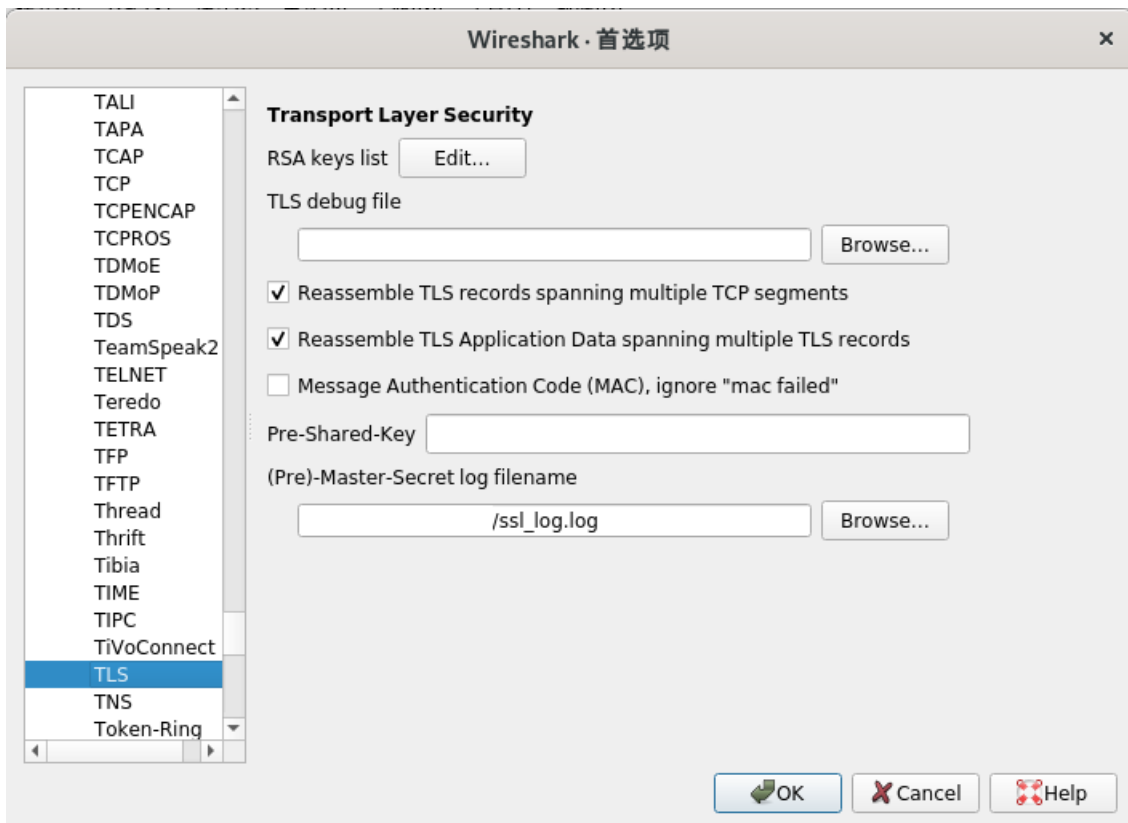 Wireshark · 首选项
×
TALI
TAPA
TCAP
TCP
TCPENCAP
TCPROS
TDMoE
TDMoP
TDS
TeamSpeak2
TELNET
Teredo
TETRA
TFP
TFTP
Thread
Thrift
Tibia
TIME
TIPC
TiVoConnect
TLS
TNS
Token-Ring
Transport Layer Security
RSA keys list Edit...
TLS debug file
Browse...
Reassemble TLS records spanning multiple TCP segments
Reassemble TLS Application Data spanning multiple TLS records
Message Authentication Code (MAC), ignore "mac failed"
Pre-Shared-Key
(Pre)-Master-Secret log filename
/ssl_log.log Browse...
OK Cancel Help